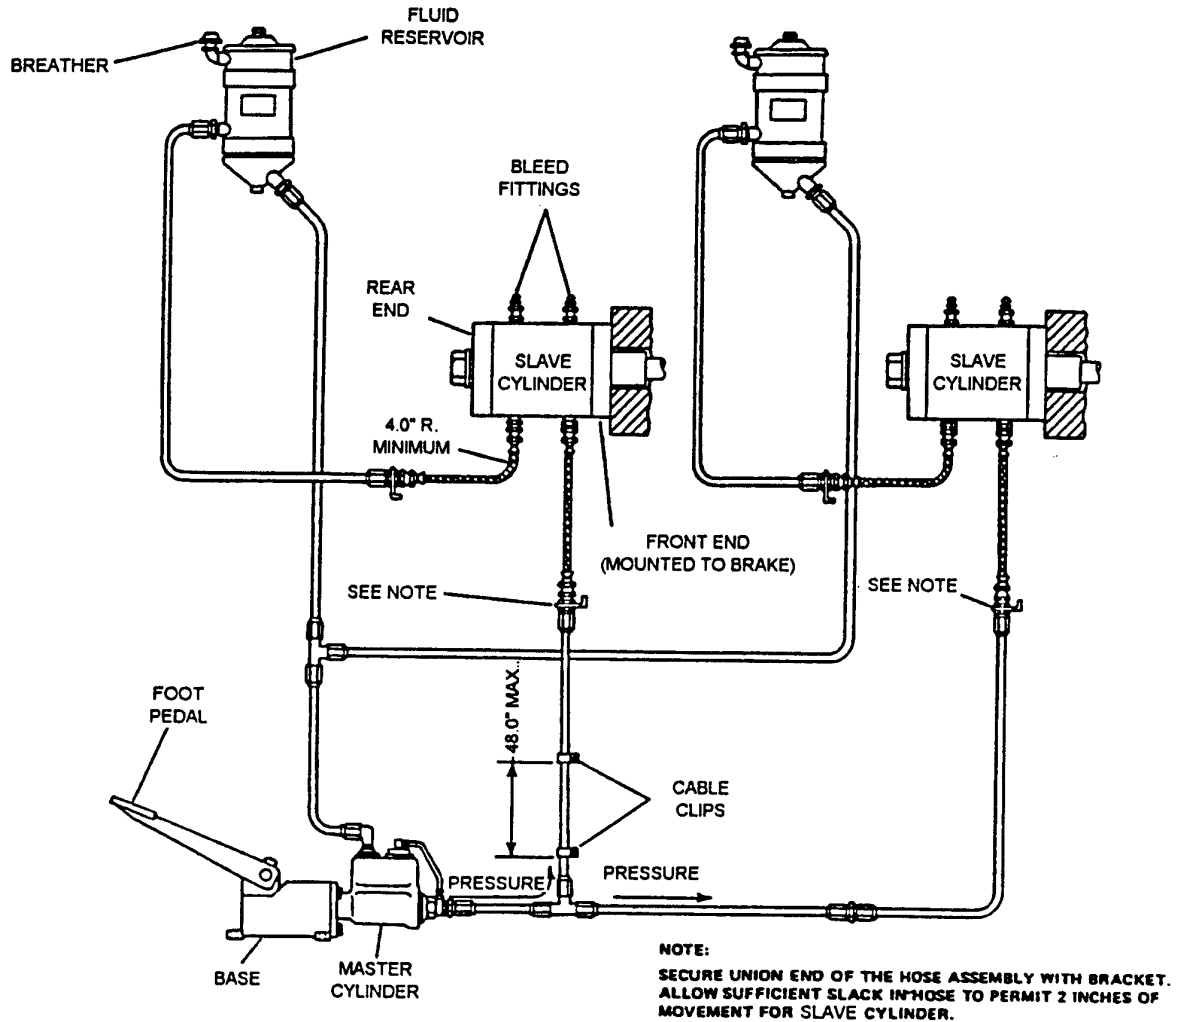 FLUID
RESERVOIR
BREATHER
BLEED
FITTINGS
REAR
END
SLAVE
CYLINDER
SLAVE
CYLINDER
4.0" R.
MINIMUM
FRONT END
(MOUNTED TO BRAKE)
SEE NOTE
SEE NOTE
48.0" MAX.
FOOT
PEDAL
CABLE
CLIPS
PRESSURE
PRESSURE
BASE
MASTER
CYLINDER
NOTE:
SECURE UNION END OF THE HOSE ASSEMBLY WITH BRACKET.
ALLOW SUFFICIENT SLACK IN HOSE TO PERMIT 2 INCHES OF
MOVEMENT FOR SLAVE CYLINDER.